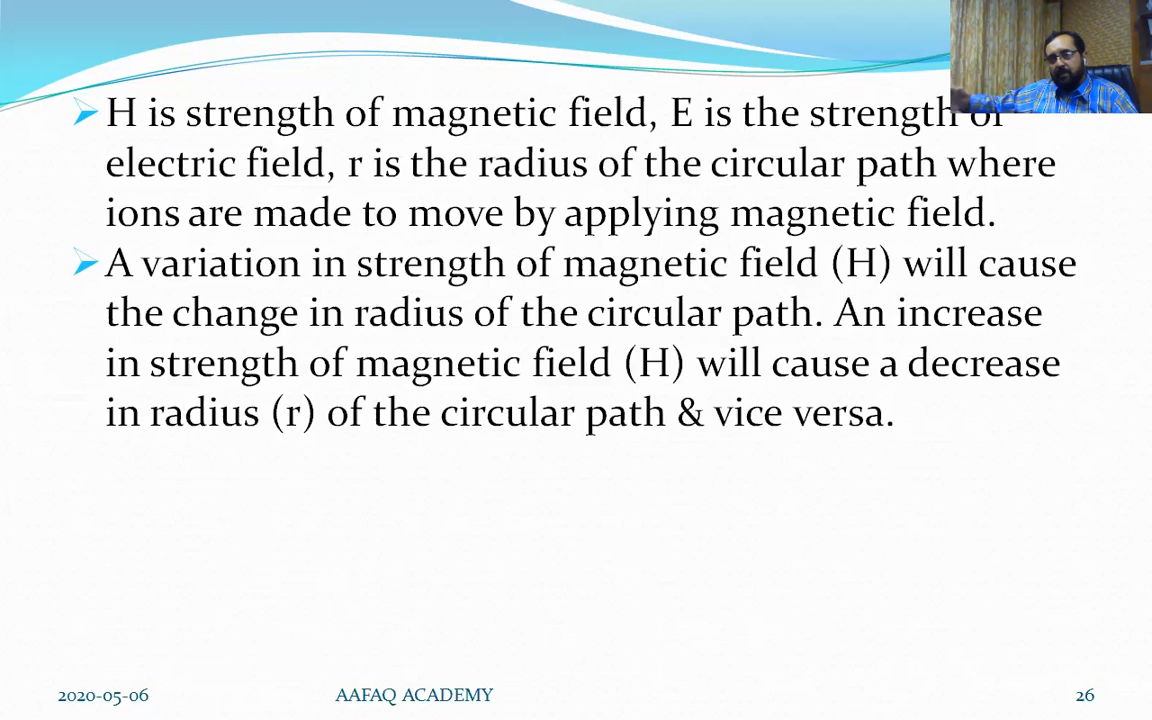 H is strength of magnetic field, E is the strength of
electric field, r is the radius of the circular path where
ions are made to move by applying magnetic field.
A variation in strength of magnetic field (H) will cause
the change in radius of the circular path. An increase
in strength of magnetic field (H) will cause a decrease
in radius (r) of the circular path & vice versa.
2020-05-06 AAFAQ ACADEMY 26